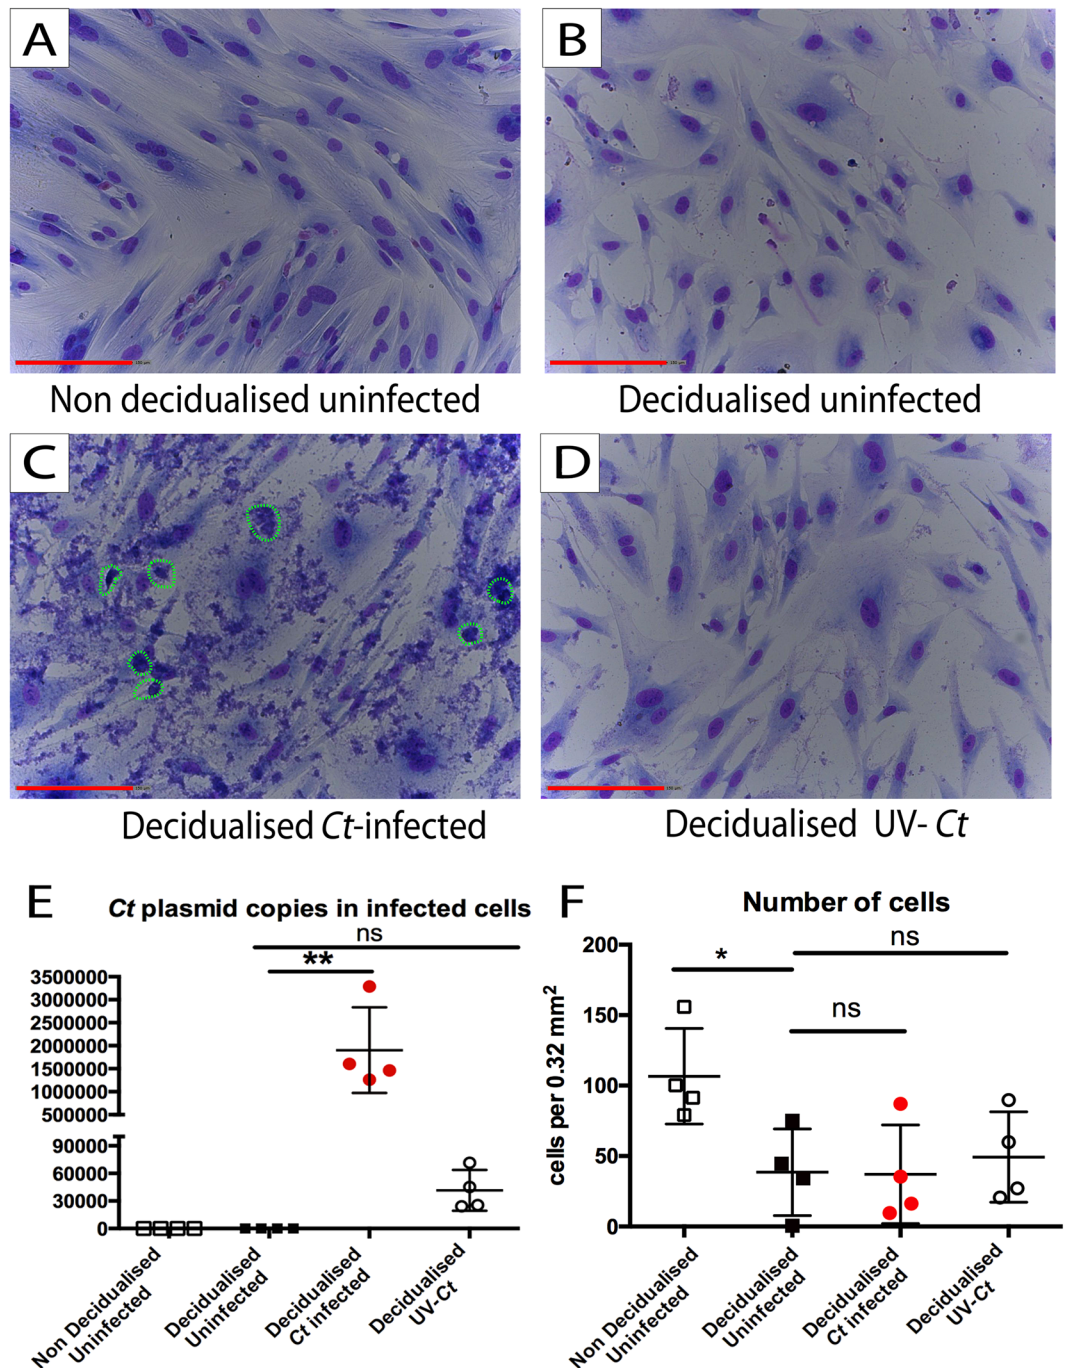 A
B
Non decidualised uninfected
Decidualised uninfected
C
D
Decidualised Ct-infected
Decidualised UV- Ct
E
Ct plasmid copies in infected cells
ns
**
3500000
3000000
2500000
2000000
1500000
1000000
500000
90000
60000
30000
0
Non Decidualised
Uninfected
Decidualised
Uninfected
Decidualised
Ct infected
Decidualised
UV-Ct
F
Number of cells
ns
*
ns
cells per 0.32 mm2
200
150
100
50
0
Non Decidualised
Uninfected
Decidualised
Uninfected
Decidualised
Ct infected
Decidualised
UV-Ct